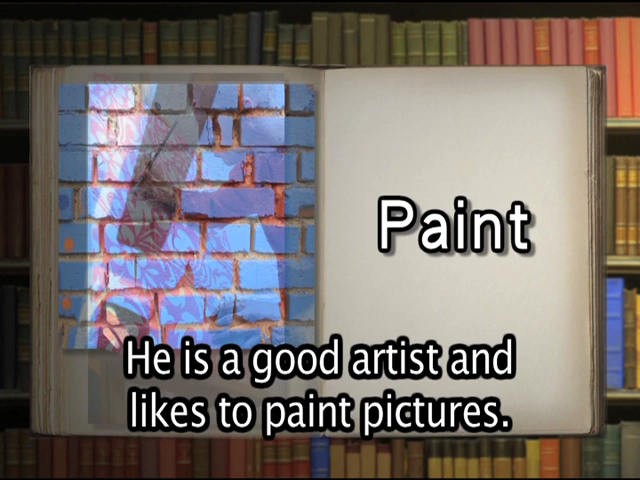 Paint
He is a good artist and
likes to paint pictures.